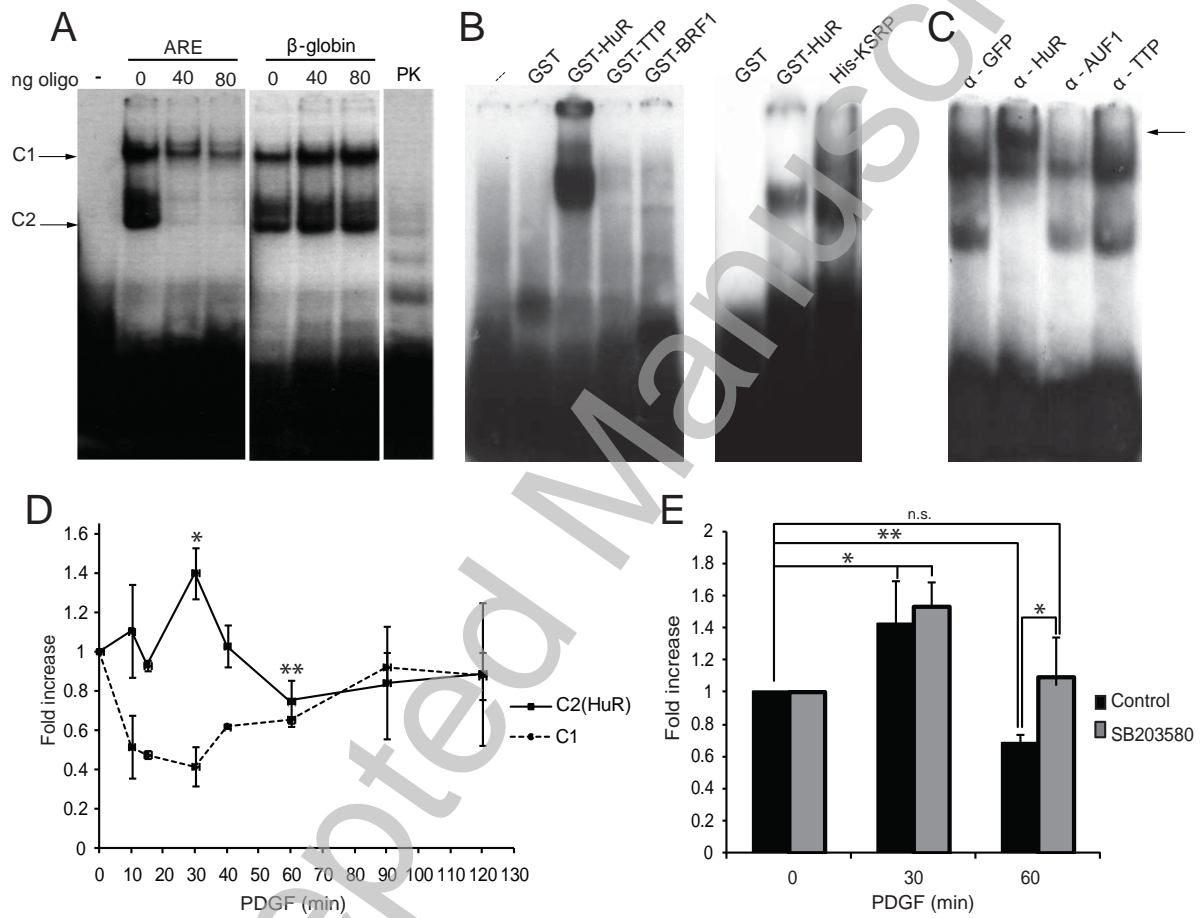 A
ARE
β-globin
ng oligo
-
0
40
80
0
40
80
PK
C1
C2
B
-
GST
GST-HuR
GST-TTP
GST-BRF1
GST
GST-HuR
His-KSRP
C
α - GFP
α - HuR
α - AUF1
α - TTP
D
Fold increase
1.6
1.4
1.2
1
0.8
0.6
0.4
0.2
0
*
**
0 10 20 30 40 50 60 70 80 90 100 110 120 130
PDGF (min)
C2(HuR)
C1
E
Fold increase
2
1.8
1.6
1.4
1.2
1
0.8
0.6
0.4
0.2
0
n.s.
**
*
*
0
30
60
PDGF (min)
Control
SB203580
epted Manusc